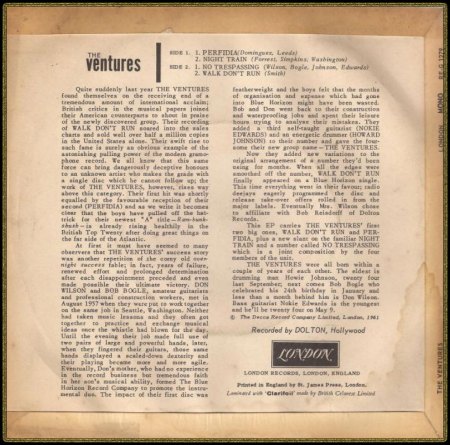 THE
ventures
SIDE 1. 1. PERFIDIA (Dominguez, Leeds)
2. NIGHT TRAIN (Forrest, Simpkins, Washington)
SIDE 2. 1. NO TRESPASSING (Wilson, Bogle, Johnson, Edwards)
2. WALK DON'T RUN (Smith)
Quite suddenly last year THE VENTURES
found themselves on the receiving end of a
tremendous amount of international acclaim;
British critics in the musical papers joined
their American counterparts to shout in praise
of the newly discovered group. Their recording
of WALK DON'T RUN soared into the sales
charts and sold well over half a million copies
in the United States alone. Their swift rise to
such fame is surely an obvious example of the
astonishing pulling power of the modern gramo-
phone record. We all know that this same
force can bring dangerously deceptive honours
to an unknown artist who makes the grade with
a single disc which he cannot follow up; the
work of THE VENTURES, however, rises way
above this category. Their first hit was shortly
equalled by the favourable reception of their
second (PERFIDIA) and as we write it becomes
clear that the boys have pulled off the hat-
trick for their newest "A" title—Ram-bunk-
shush—is already rising healthily in the
British Top Twenty after doing great things on
the far side of the Atlantic.
At first it must have seemed to many
observers that THE VENTURES' success story
was another repetition of the corny old over-
night success fable; in fact, a long period of
renewed effort and prolonged determination
after each disappointment preceded and even
made possible their ultimate victory. DON
WILSON and BOB BOGLE, amateur guitarists
and professional construction workers, met in
August 1957 when they were put to work together
on the same job in Seattle, Washington. Neither
had taken music lessons and they often got
together to practice and exchange musical
ideas once the whistle had blown for the day.
Until the evening their job made full use of
two pairs of large and powerful hands, later,
when they fingered their guitars, those same
hands displayed a scaled-down dexterity and
their playing became more and more agile.
Eventually, Don's mother, who had no experience
in the record business but tremendous faith
in her son's musical ability, formed The Blue
Horizon Record Company to promote the instru-
mental duo. The impact of their first disc was
featherweight and the boys felt that the months
of organisation and expense which had gone
into Blue Horizon might have been wasted.
Bob and Don went back to their construction
and waterproofing jobs and spent their leisure
hours trying to analyse their mistakes. They
added a third self-taught guitarist (NOKIE
EDWARDS) and an energetic drummer (HOWARD
JOHNSON) to their number and gave the four-
some their new group name—THE VENTURES.
Next they added new variations to the
original arrangement of a number they'd been
using for months. When all the edges were
smoothed off the number, WALK DON'T RUN
finally appeared on a Blue Horizon single.
This time everything went in their favour; radio
deejays eagerly programmed the disc and
release take-over offers rolled in from the
major labels. Eventually Mrs. Wilson chose
to affiliate with Bob Reisdorff of Dolton
Records.
This EP carries THE VENTURES' first
two big ones, WALK DON'T RUN and PER-
FIDIA, plus a new slant on the familiar NIGHT
TRAIN and a number called NO TRESPASSING
which is a joint composition by the four
members of the unit.
THE VENTURES were all born within a
couple of years of each other. The eldest is
drumming man Howie Johnson, twenty four
last September, next comes Bob Bogle who
celebrated his 24th birthday in January and
less than a month behind him is Don Wilson.
Bass guitarist Nokie Edwards is the youngest
and he'll be twenty four on May 9.
© The Decca Record Company Limited, London, 1961
Recorded by DOLTON, Hollywood
LONDON
LONDON RECORDS, LONDON, ENGLAND
Printed in England by St. James Press, London.
Laminated with 'Clarifoil' made by British Celanese Limited
RE G 1279
MONO
LONDON
THE VENTURES